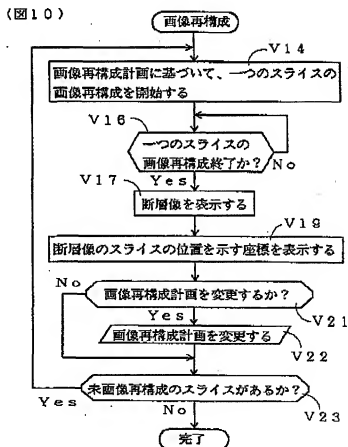 (図10)
画像再構成
V14
画像再構成計画に基づいて、一つのスライスの
画像再構成を開始する
V16
一つのスライスの
画像再構成終了か?
No
Yes
V17
断層像を表示する
V19
断層像のスライスの位置を示す座標を表示する
No
画像再構成計画を変更するか?
V21
Yes
画像再構成計画を変更する
V22
未画像再構成のスライスがあるか?
Yes
No
V23
完了